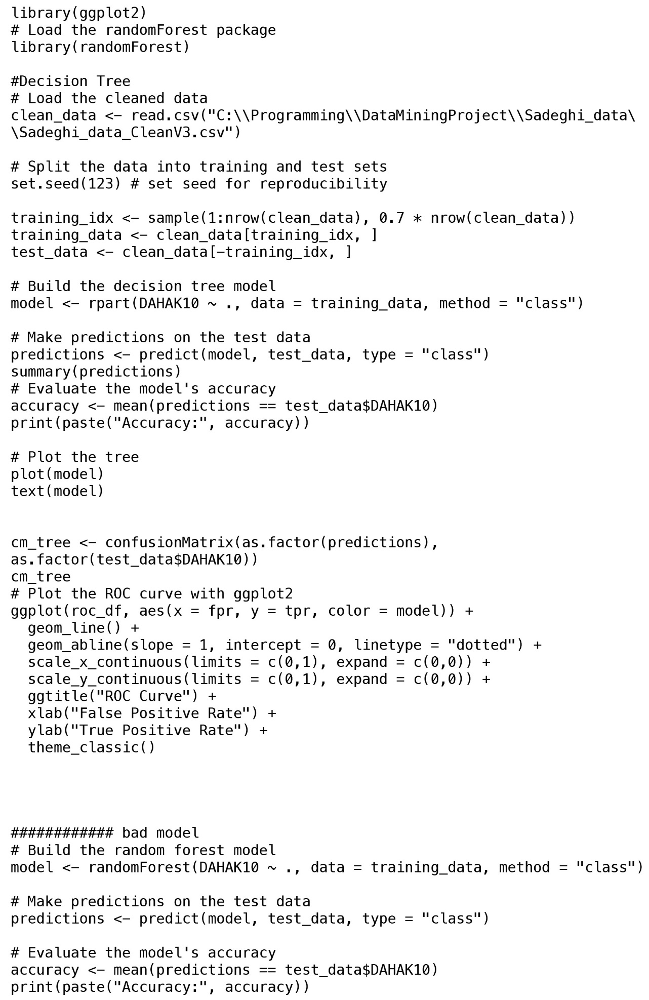 library(ggplot2)
# Load the randomForest package
library(randomForest)
#Decision Tree
# Load the cleaned data
clean_data <- read.csv("C:\\Programming\\DataMiningProject\\Sadeghi_data\
\Sadeghi_data_CleanV3.csv")
# Split the data into training and test sets
set.seed(123) # set seed for reproducibility
training_idx <- sample(1:nrow(clean_data), 0.7 * nrow(clean_data))
training_data <- clean_data[training_idx, ]
test_data <- clean_data[-training_idx, ]
# Build the decision tree model
model <- rpart(DAHAK10 ~ ., data = training_data, method = "class")
# Make predictions on the test data
predictions <- predict(model, test_data, type = "class")
summary(predictions)
# Evaluate the model's accuracy
accuracy <- mean(predictions == test_data$DAHAK10)
print(paste("Accuracy:", accuracy))
# Plot the tree
plot(model)
text(model)
cm_tree <- confusionMatrix(as.factor(predictions),
as.factor(test_data$DAHAK10))
cm_tree
# Plot the ROC curve with ggplot2
ggplot(roc_df, aes(x = fpr, y = tpr, color = model)) +
  geom_line() +
  geom_abline(slope = 1, intercept = 0, linetype = "dotted") +
  scale_x_continuous(limits = c(0,1), expand = c(0,0)) +
  scale_y_continuous(limits = c(0,1), expand = c(0,0)) +
  ggtitle("ROC Curve") +
  xlab("False Positive Rate") +
  ylab("True Positive Rate") +
  theme_classic()
############ bad model
# Build the random forest model
model <- randomForest(DAHAK10 ~ ., data = training_data, method = "class")
# Make predictions on the test data
predictions <- predict(model, test_data, type = "class")
# Evaluate the model's accuracy
accuracy <- mean(predictions == test_data$DAHAK10)
print(paste("Accuracy:", accuracy))